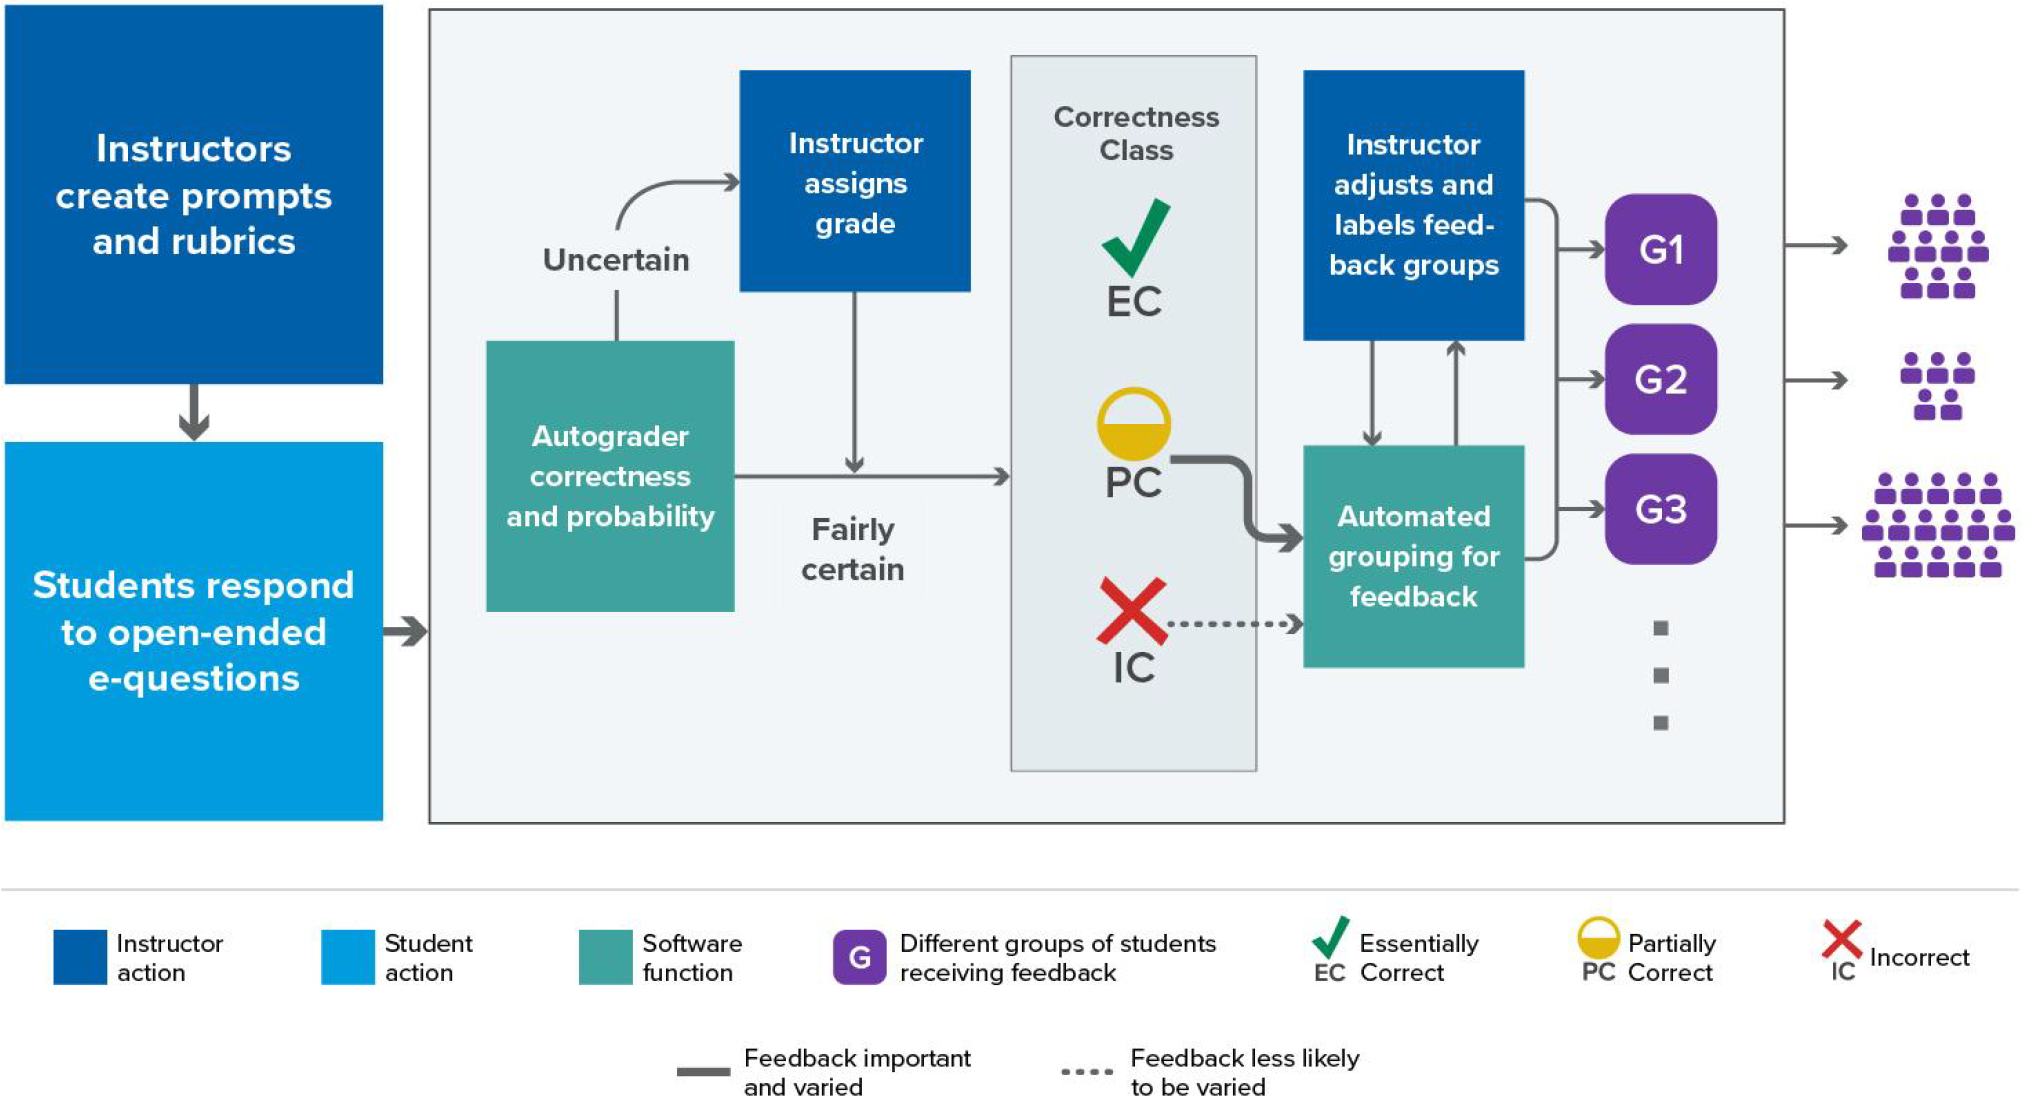 Instructors
create prompts
and rubrics
Students respond
to open-ended
e-questions
Uncertain
Instructor
assigns
grade
Autograder
correctness
and probability
Fairly
certain
Correctness
Class
EC
PC
IC
Instructor
adjusts and
labels feed-
back groups
Automated
grouping for
feedback
G1
G2
G3
Instructor
action
Student
action
Software
function
G
Different groups of students
receiving feedback
EC
Essentially
Correct
PC
Partially
Correct
IC
Incorrect
Feedback important
and varied
Feedback less likely
to be varied